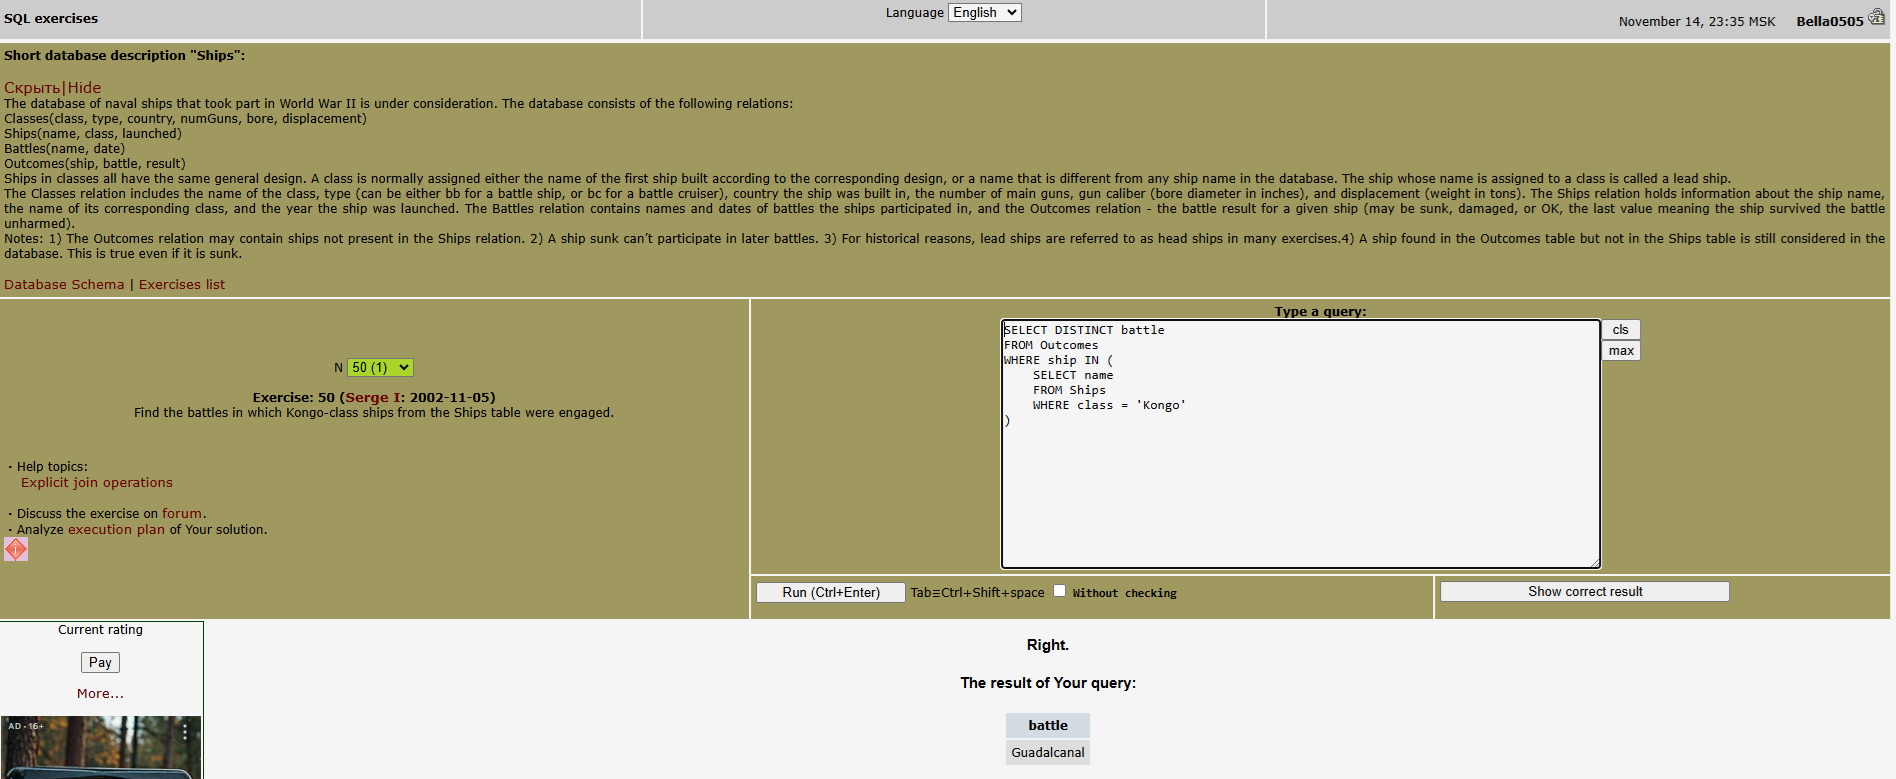 SQL exercises
Language English
November 14, 23:35 MSK Bella0505
Short database description "Ships":
Скрыть|Hide
The database of naval ships that took part in World War II is under consideration. The database consists of the following relations:
Classes(class, type, country, numGuns, bore, displacement)
Ships(name, class, launched)
Battles(name, date)
Outcomes(ship, battle, result)
Ships in classes all have the same general design. A class is normally assigned either the name of the first ship built according to the corresponding design, or a name that is different from any ship name in the database. The ship whose name is assigned to a class is called a lead ship.
The Classes relation includes the name of the class, type (can be either bb for a battle ship, or bc for a battle cruiser), country the ship was built in, the number of main guns, gun caliber (bore diameter in inches), and displacement (weight in tons). The Ships relation holds information about the ship name,
the name of its corresponding class, and the year the ship was launched. The Battles relation contains names and dates of battles the ships participated in, and the Outcomes relation - the battle result for a given ship (may be sunk, damaged, or OK, the last value meaning the ship survived the battle
unharmed).
Notes: 1) The Outcomes relation may contain ships not present in the Ships relation. 2) A ship sunk can't participate in later battles. 3) For historical reasons, lead ships are referred to as head ships in many exercises.4) A ship found in the Outcomes table but not in the Ships table is still considered in the
database. This is true even if it is sunk.
Database Schema | Exercises list
N 50 (1)
Exercise: 50 (Serge I: 2002-11-05)
Find the battles in which Kongo-class ships from the Ships table were engaged.
· Help topics:
Explicit join operations
· Discuss the exercise on forum.
· Analyze execution plan of Your solution.
Type a query:
SELECT DISTINCT battle
FROM Outcomes
WHERE ship IN (
    SELECT name
    FROM Ships
    WHERE class = 'Kongo'
)
cls
max
Run (Ctrl+Enter) Tab≡Ctrl+Shift+space Without checking
Show correct result
Current rating
Pay
More...
AD · 16+
Right.
The result of Your query:
battle
Guadalcanal